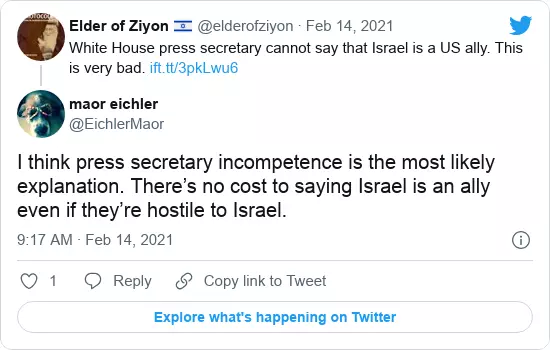 Elder of Ziyon 🇮🇱 @elderofziyon · Feb 14, 2021
White House press secretary cannot say that Israel is a US ally. This
is very bad. ift.tt/3pkLwu6
maor eichler
@EichlerMaor
I think press secretary incompetence is the most likely
explanation. There’s no cost to saying Israel is an ally
even if they’re hostile to Israel.
9:17 AM · Feb 14, 2021
1 Reply Copy link to Tweet
Explore what's happening on Twitter